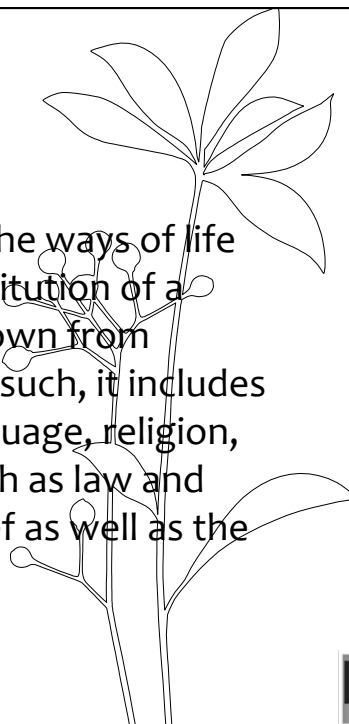 he ways of life
itution of a
own from
such, it includes
uage, religion,
h as law and
f as well as the